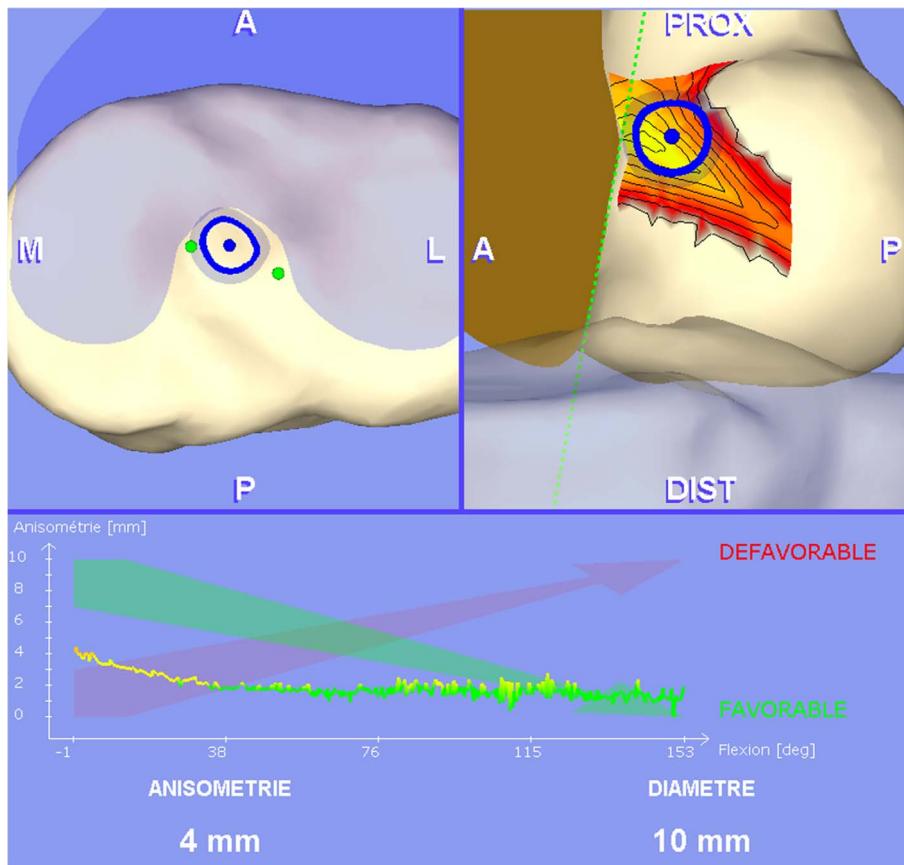 A
M
L
P
PROX
A
P
DIST
Anisométrie [mm]
10
8
6
4
2
0
DEFAVORABLE
FAVORABLE
-1
38
76
115
153
Flexion [deg]
ANISOMETRIE
DIAMETRE
4 mm
10 mm